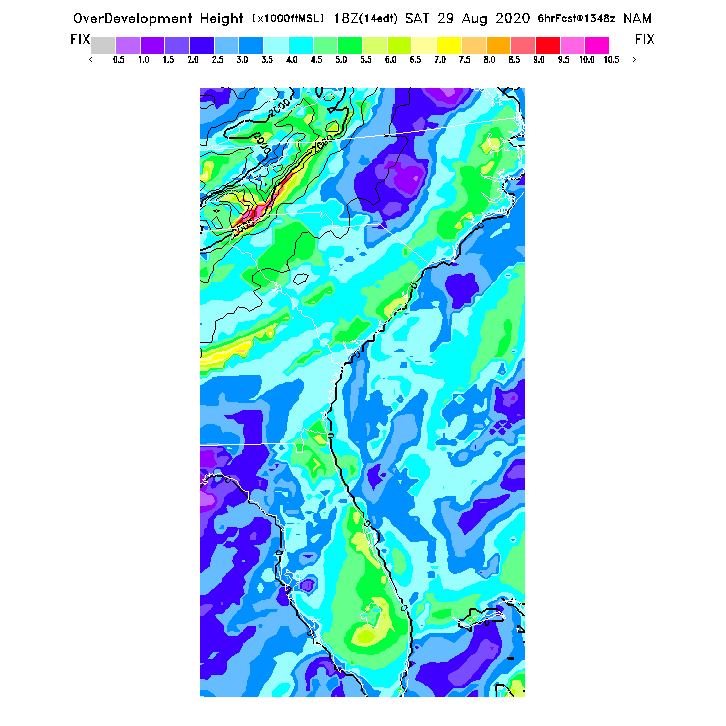 OverDevelopment Height [x1000ftMSL] 18Z(14edt) SAT 29 Aug 2020 6hrFcst@1348z NAM
FIX FIX
< 0.5 1.0 1.5 2.0 2.5 3.0 3.5 4.0 4.5 5.0 5.5 6.0 6.5 7.0 7.5 8.0 8.5 9.0 9.5 10.0 10.5 >
2000
2000